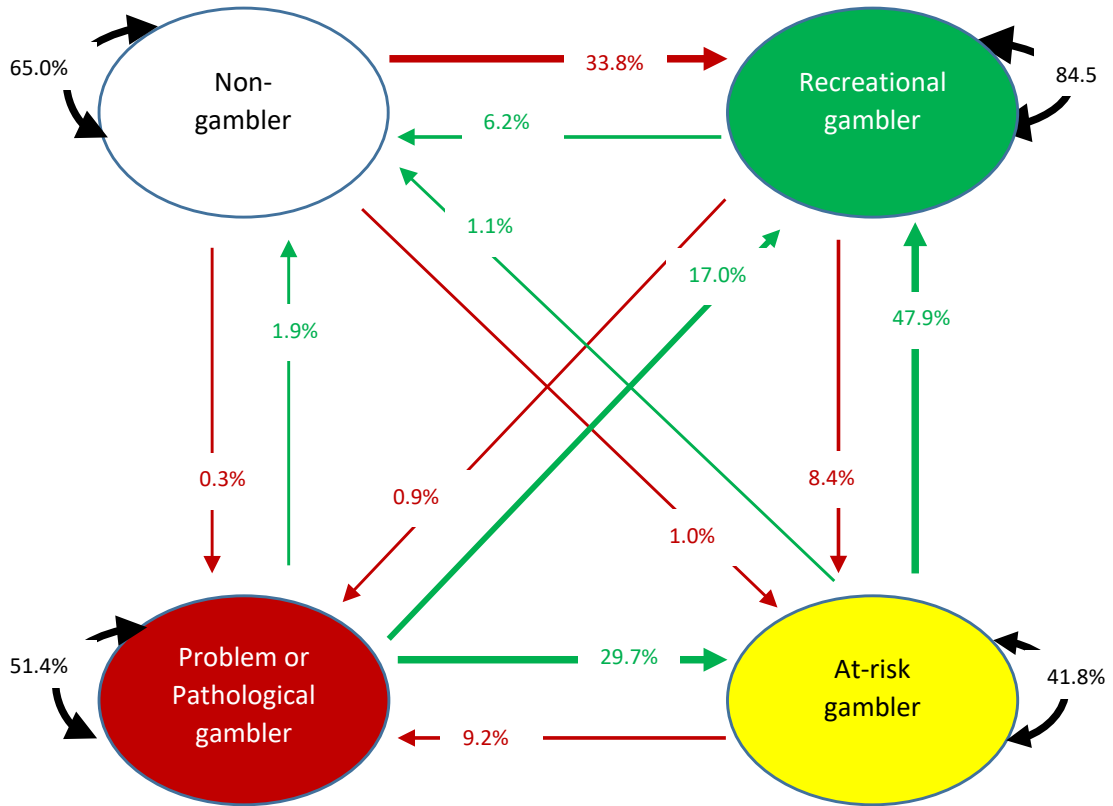 65.0%
Non-
gambler
33.8%
6.2%
Recreational
gambler
84.5
1.1%
17.0%
1.9%
47.9%
0.3%
0.9%
1.0%
8.4%
51.4%
Problem or
Pathological
gambler
29.7%
9.2%
At-risk
gambler
41.8%